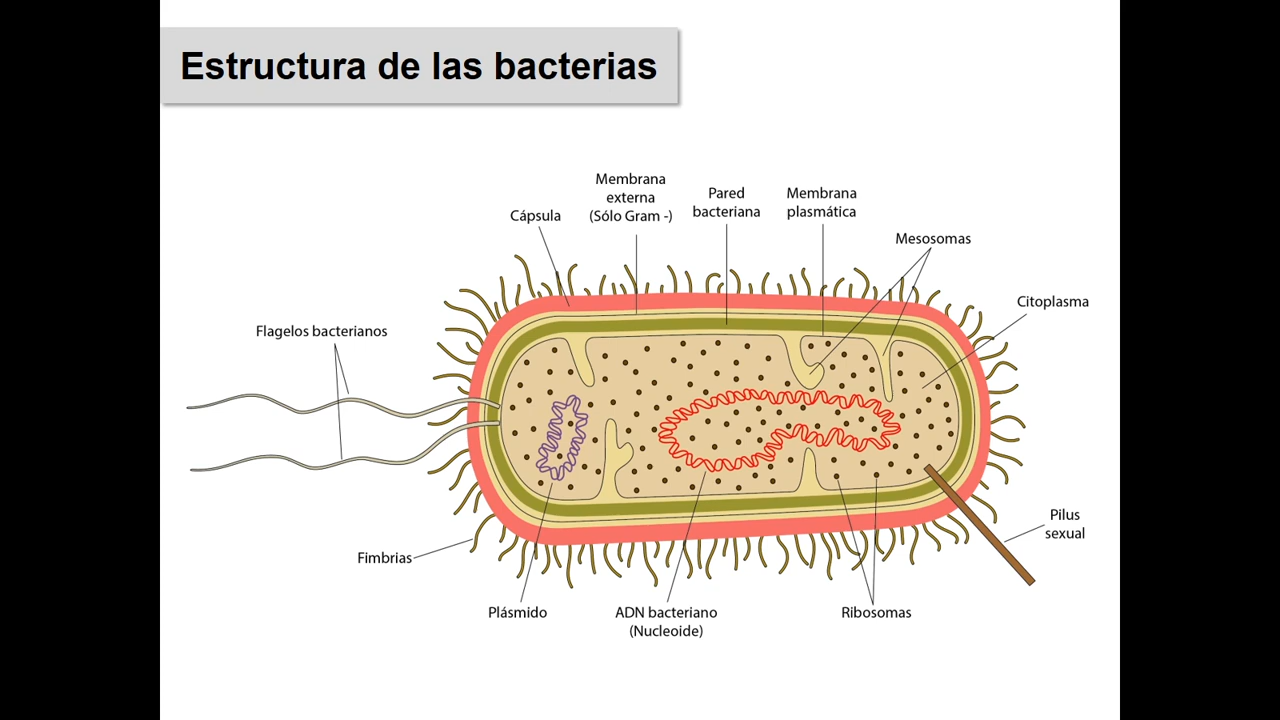 Estructura de las bacterias
Membrana
externa
(Sólo Gram -)
Pared
bacteriana
Membrana
plasmática
Cápsula
Mesosomas
Citoplasma
Flagelos bacterianos
Pilus
sexual
Fimbrias
Plásmido
ADN bacteriano
(Nucleoide)
Ribosomas